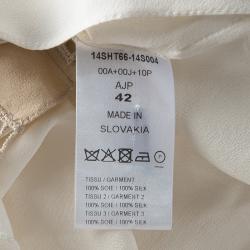 14SHT66-14S004
00A+00J+10P
AJP
42
MADE IN
SLOVAKIA
TISSU / GARMENT
100% SOIE / 100% SILK
TISSU 2 / GARMENT 2
100% SOIE / 100% SILK
TISSU 3 / GARMENT 3
100% SOIE / 100% SILK